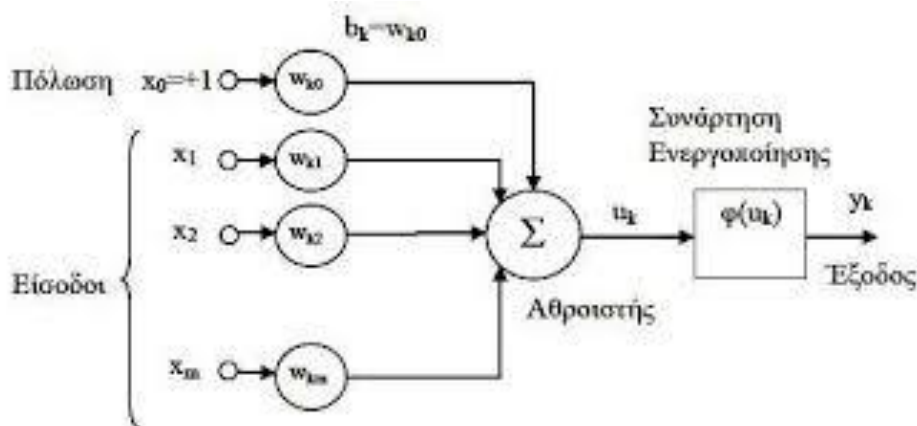 bk=wk0
Πόλωση x0=+1 wk0
Συνάρτηση
Ενεργοποίησης
x1 wk1
x2 wk2 Σ uk φ(uk) yk
Είσοδοι
Έξοδος
Αθροιστής
xm wkm